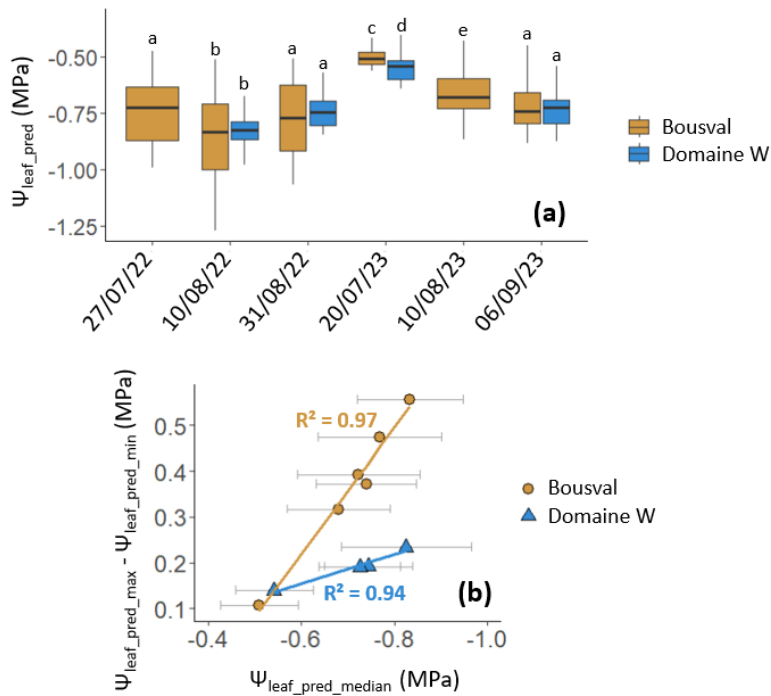 Ψleaf_pred (MPa)
-0.50
-0.75
-1.00
-1.25
a
b
b
a
a
c
d
e
a
a
(a)
27/07/22
10/08/22
31/08/22
20/07/23
10/08/23
06/09/23
Bousval
Domaine W
Ψleaf_pred_max - Ψleaf_pred_min (MPa)
0.5
0.4
0.3
0.2
0.1
R² = 0.97
R² = 0.94
(b)
-0.4
-0.6
-0.8
-1.0
Ψleaf_pred_median (MPa)
Bousval
Domaine W